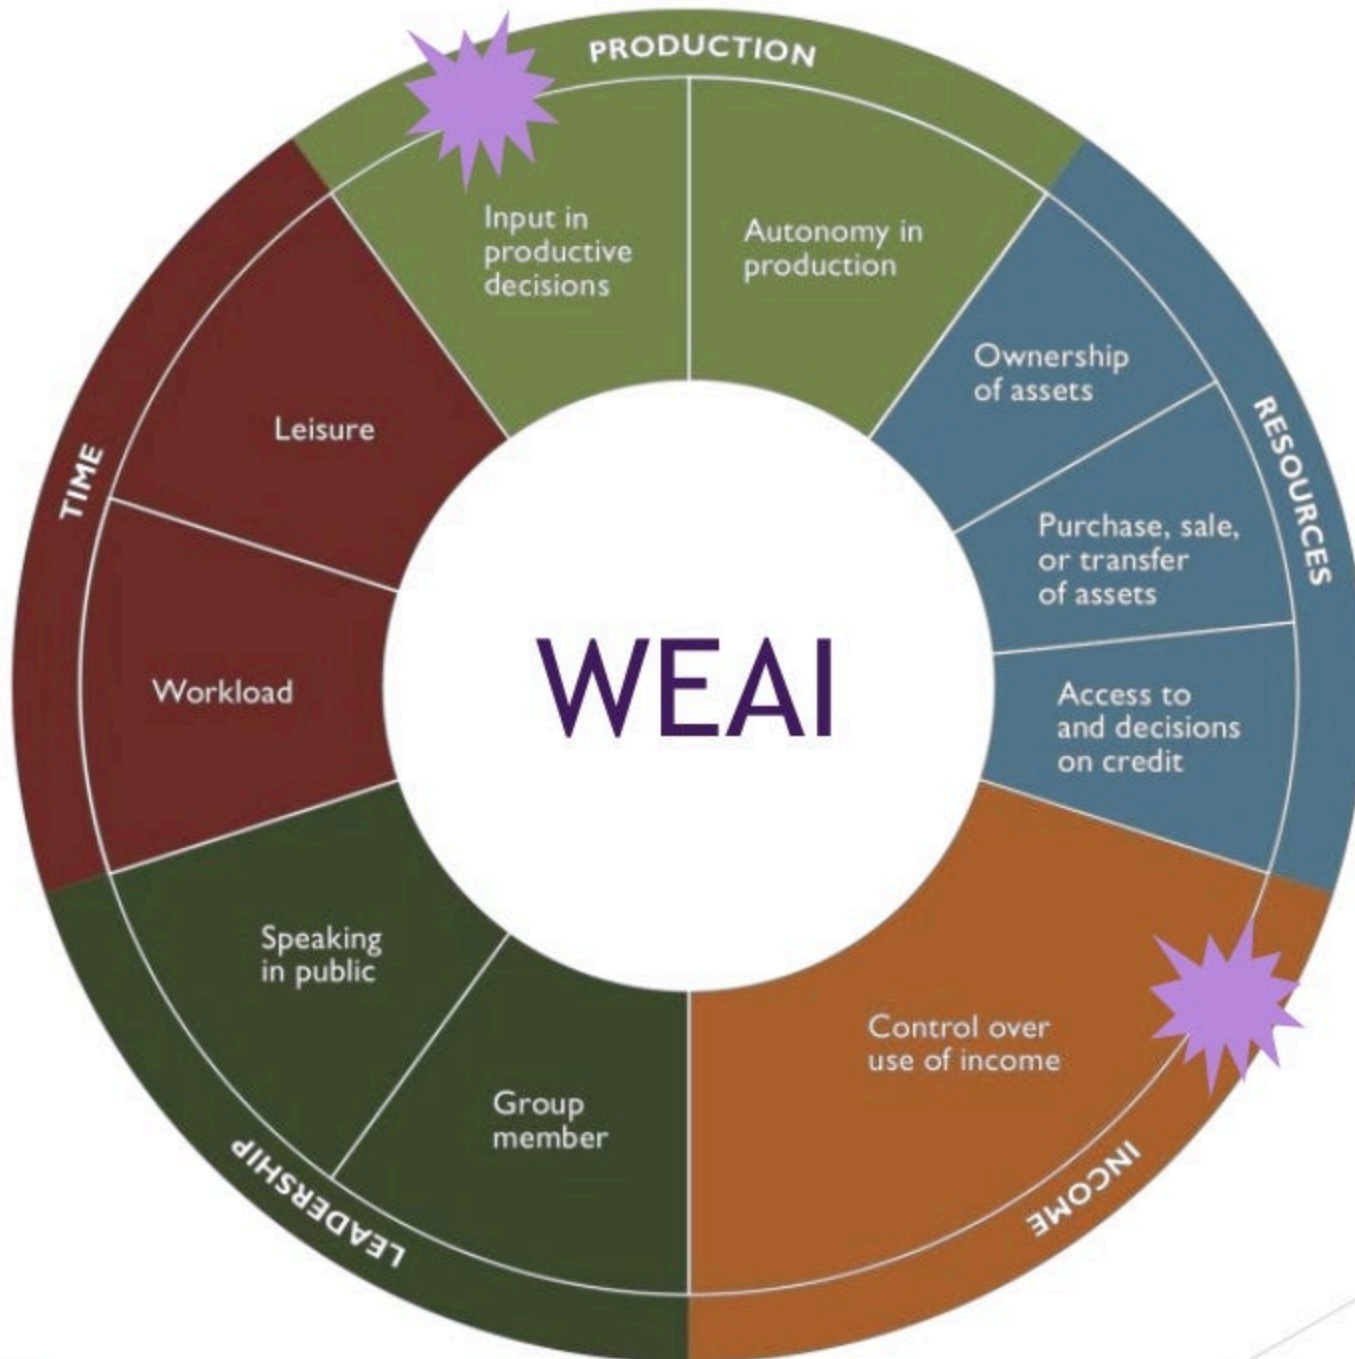 PRODUCTION
Input in
productive
decisions
Autonomy in
production
Ownership
of assets
Purchase, sale,
or transfer
of assets
Access to
and decisions
on credit
RESOURCES
Control over
use of income
INCOME
Group
member
Speaking
in public
LEADERSHIP
Workload
Leisure
TIME
WEAI